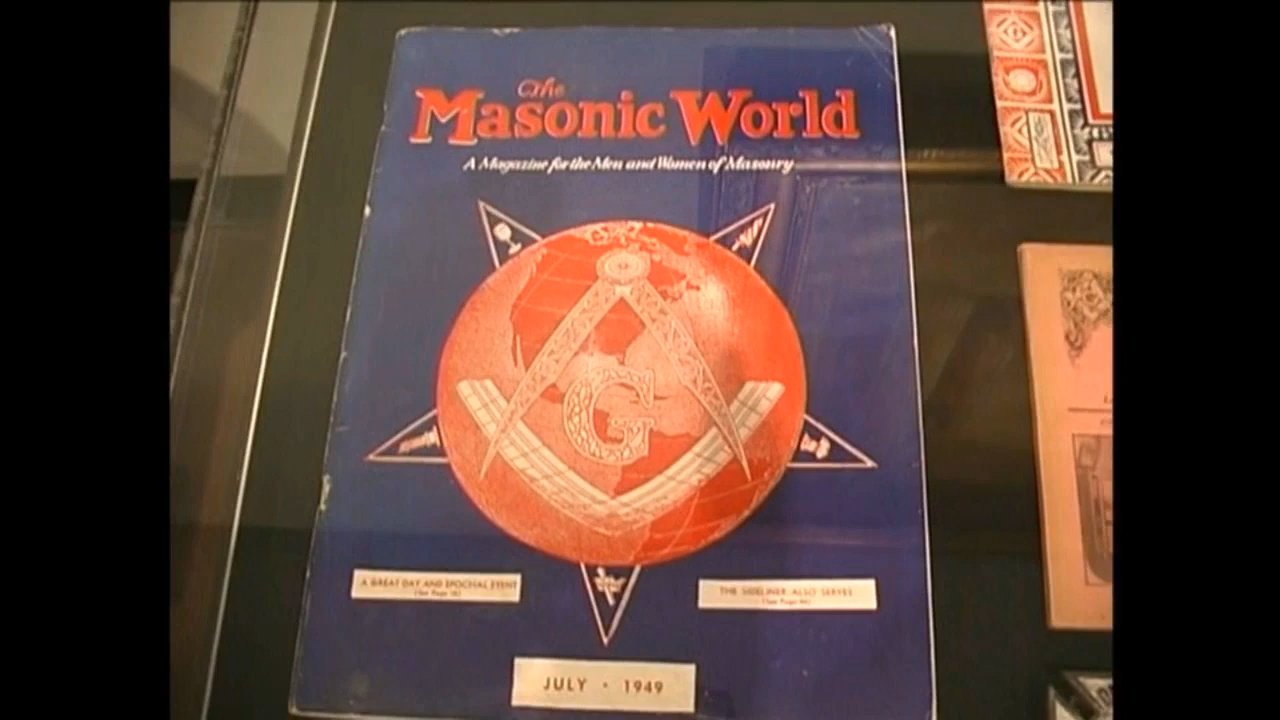 The
Masonic World
A Magazine for the Men and Women of Masonry
G
A GREAT DAY AND EPOCHAL EVENT
THE SIDELINER ALSO SERVES
JULY - 1949